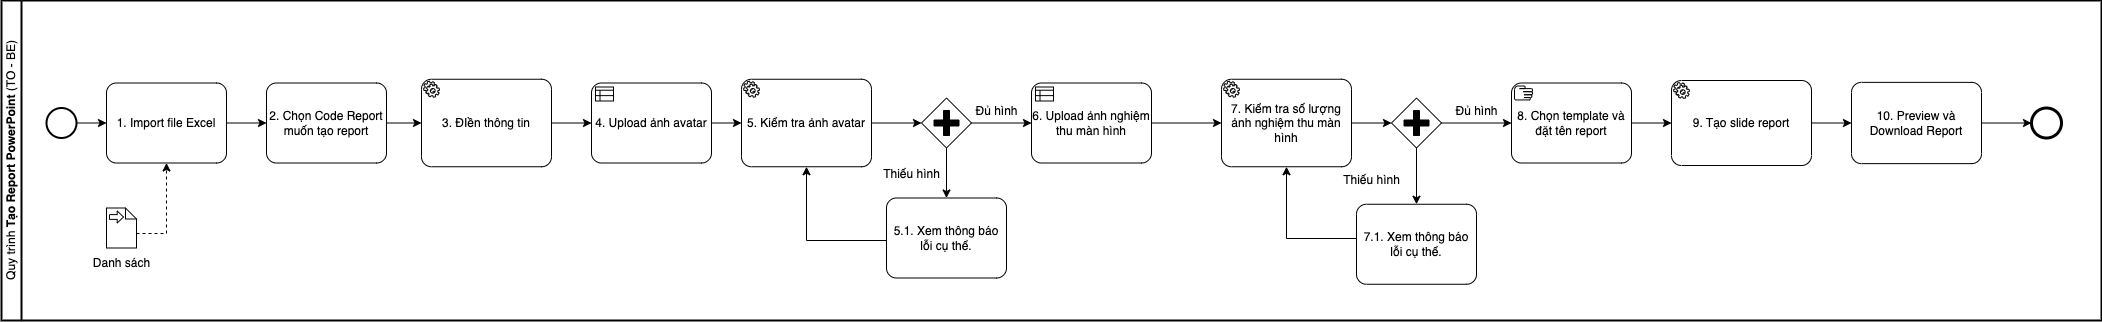 Quy trình Tạo Report PowerPoint (TO - BE)
1. Import file Excel
Danh sách
2. Chọn Code Report
muốn tạo report
3. ĐIền thông tin
4. Upload ảnh avatar
5. Kiểm tra ảnh avatar
Đủ hình
Thiếu hình
5.1. Xem thông báo
lỗi cụ thể.
6. Upload ảnh nghiệm
thu màn hình
7. Kiểm tra số lượng
ảnh nghiệm thu màn
hình
Đủ hình
Thiếu hình
7.1. Xem thông báo
lỗi cụ thể.
8. Chọn template và
đặt tên report
9. Tạo slide report
10. Preview và
Download Report